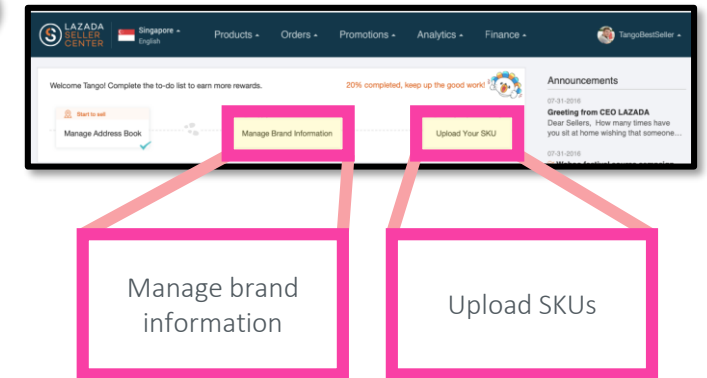 LAZADA
SELLER
CENTER
Singapore
English
Products
Orders
Promotions
Analytics
Finance
TangoBestSeller
Welcome Tango! Complete the to-do list to earn more rewards.
20% completed, keep up the good work!
Announcements
07-31-2016
Greeting from CEO LAZADA
Dear Sellers, How many times have
you sit at home wishing that someone...
Start to sell
Manage Address Book
Manage Brand Information
Upload Your SKU
07-31-2016
Manage brand
information
Upload SKUs